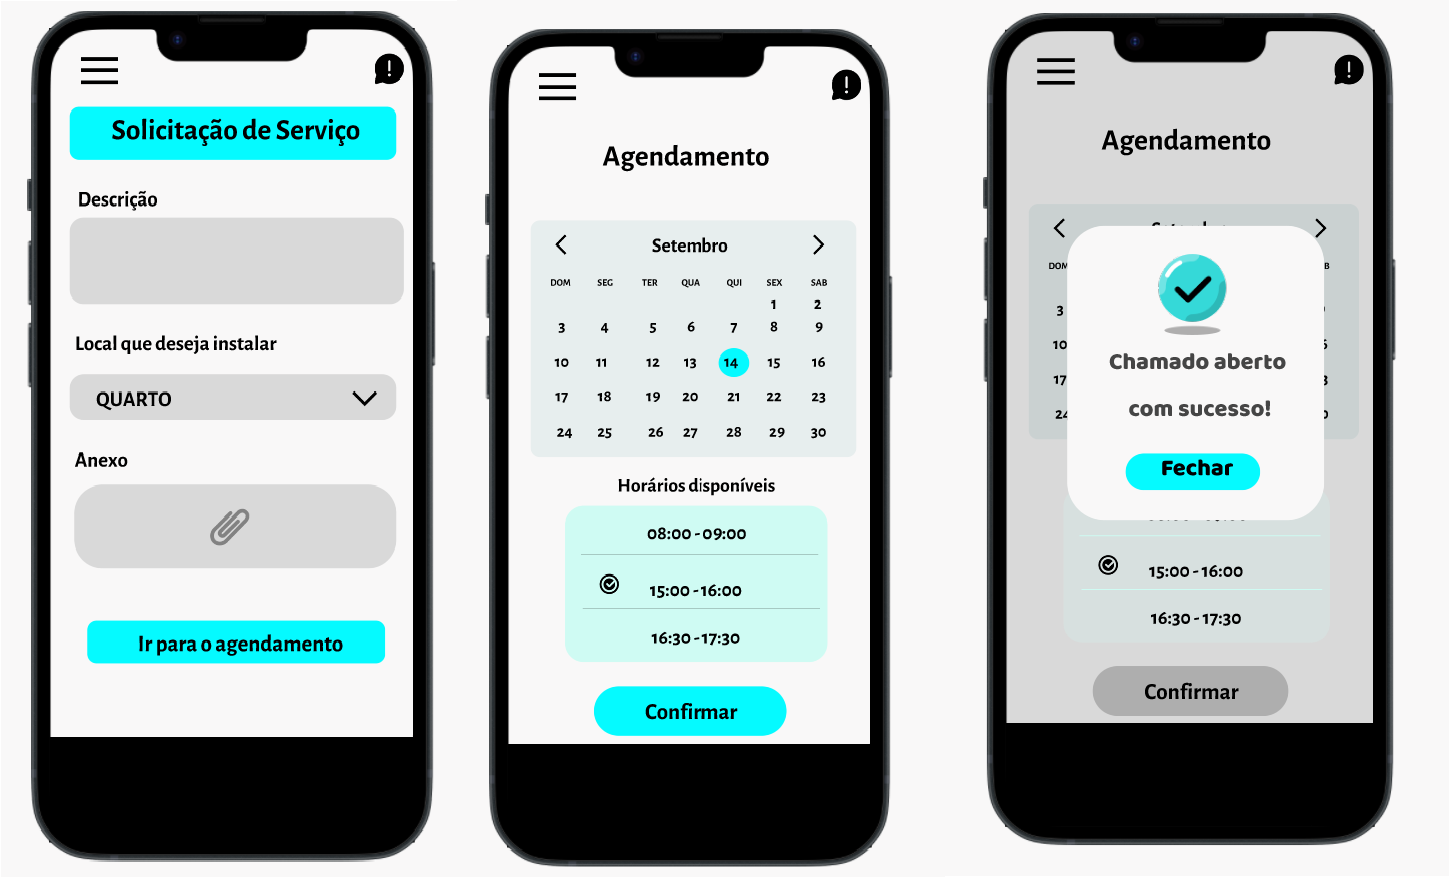 Solicitação de Serviço
Descrição
Local que deseja instalar
QUARTO
Anexo
Ir para o agendamento
Agendamento
Setembro
DOM SEG TER QUA QUI SEX SAB
1 2
3 4 5 6 7 8 9
10 11 12 13 14 15 16
17 18 19 20 21 22 23
24 25 26 27 28 29 30
Horários disponíveis
08:00 - 09:00
15:00 - 16:00
16:30 - 17:30
Confirmar
Agendamento
3
10
17
Chamado aberto
com sucesso!
Fechar
15:00 - 16:00
16:30 - 17:30
Confirmar